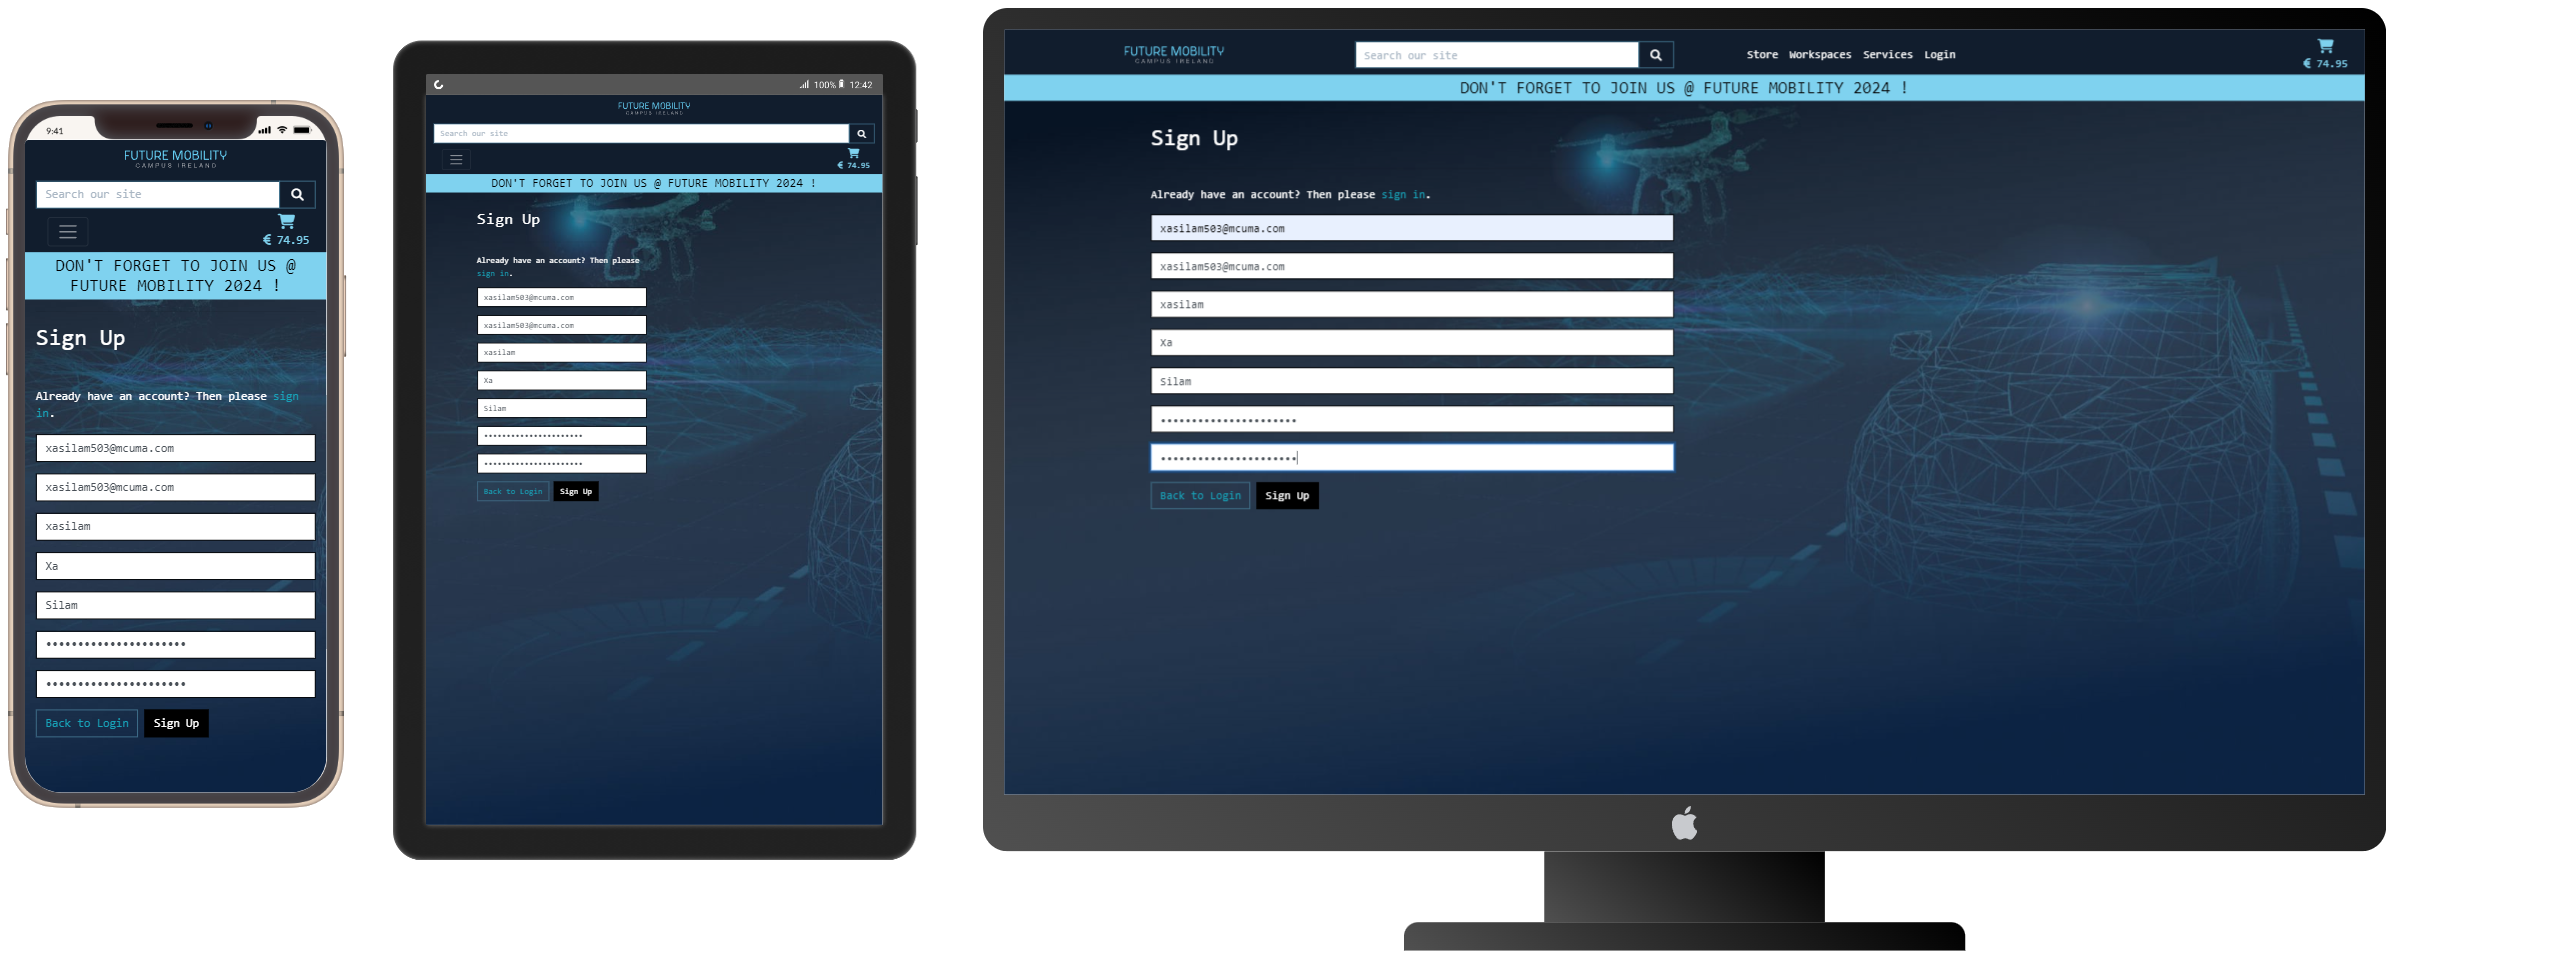 9:41
FUTURE MOBILITY
CAMPUS IRELAND
Search our site
€ 74.95
DON'T FORGET TO JOIN US @
FUTURE MOBILITY 2024 !
Sign Up
Already have an account? Then please sign
in.
xasilam503@mcuma.com
xasilam503@mcuma.com
xasilam
Xa
Silam
••••••••••••••••••••••
••••••••••••••••••••••
Back to Login Sign Up
100% 12:42
FUTURE MOBILITY
CAMPUS IRELAND
Search our site
€ 74.95
DON'T FORGET TO JOIN US @ FUTURE MOBILITY 2024 !
Sign Up
Already have an account? Then please
sign in.
xasilam503@mcuma.com
xasilam503@mcuma.com
xasilam
Xa
Silam
••••••••••••••••••••••
••••••••••••••••••••••
Back to Login Sign Up
FUTURE MOBILITY
CAMPUS IRELAND
Search our site
Store Workspaces Services Login
€ 74.95
DON'T FORGET TO JOIN US @ FUTURE MOBILITY 2024 !
Sign Up
Already have an account? Then please sign in.
xasilam503@mcuma.com
xasilam503@mcuma.com
xasilam
Xa
Silam
••••••••••••••••••••••
••••••••••••••••••••••
Back to Login Sign Up